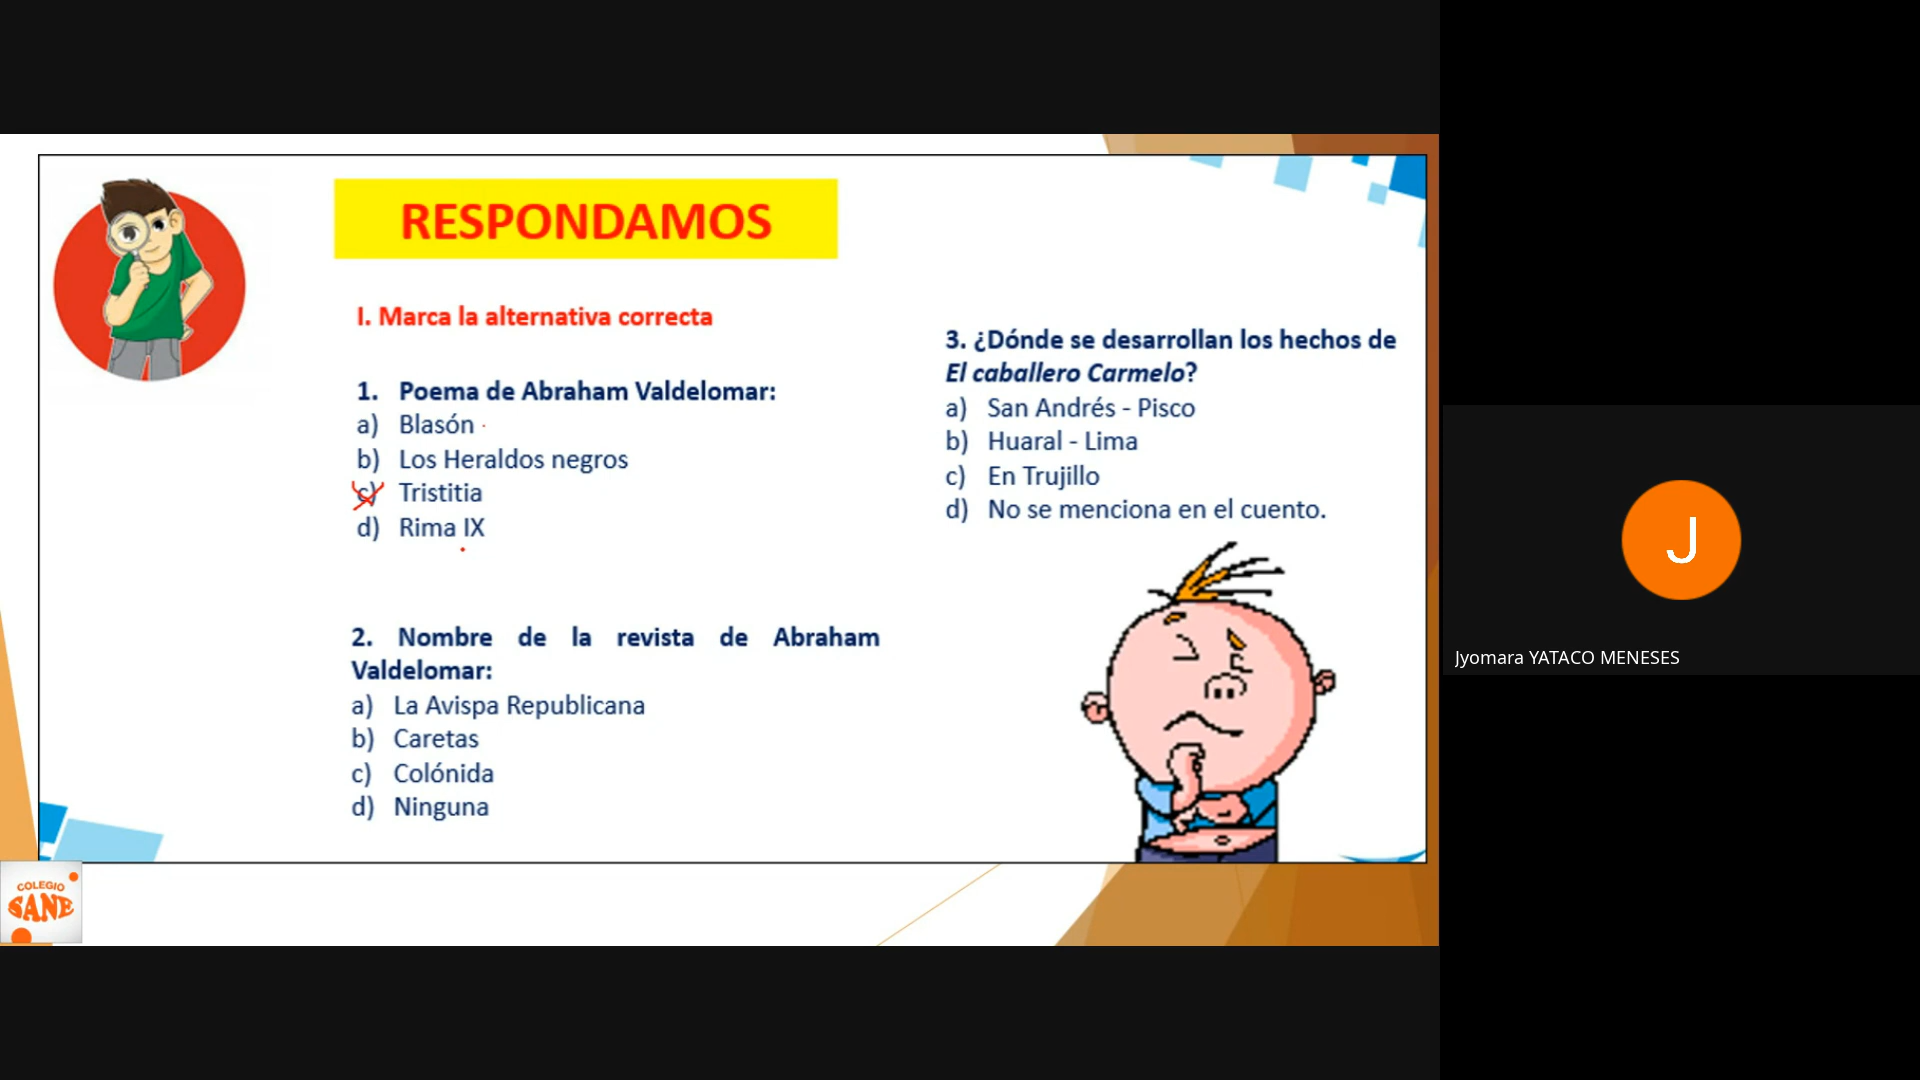 RESPONDAMOS
I. Marca la alternativa correcta
1. Poema de Abraham Valdelomar:
a) Blasón
b) Los Heraldos negros
c) Tristitia
d) Rima IX
2. Nombre de la revista de Abraham
Valdelomar:
a) La Avispa Republicana
b) Caretas
c) Colónida
d) Ninguna
3. ¿Dónde se desarrollan los hechos de
El caballero Carmelo?
a) San Andrés - Pisco
b) Huaral - Lima
c) En Trujillo
d) No se menciona en el cuento.
COLEGIO
SANE
J
Jyomara YATACO MENESES